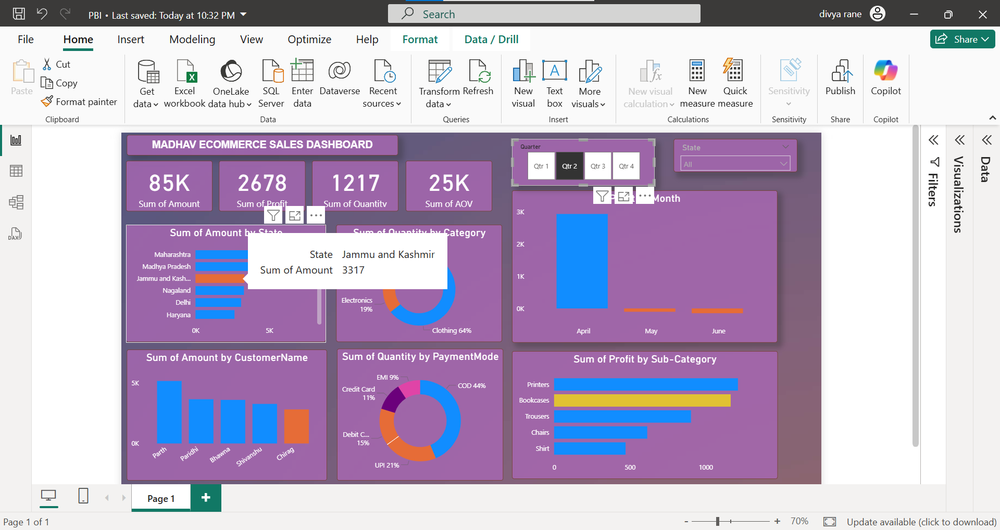 PBI • Last saved: Today at 10:32 PM
Search
divya rane
File Home Insert Modeling View Optimize Help Format Data / Drill
Share
Paste
Cut
Copy
Format painter
Clipboard
Get data
Excel workbook
OneLake data hub
SQL Server
Enter data
Dataverse
Recent sources
Data
Transform data
Refresh
Queries
New visual
Text box
More visuals
Insert
New visual calculation
New measure
Quick measure
Calculations
Sensitivity
Sensitivity
Publish
Share
Copilot
Copilot
DAX
MADHAV ECOMMERCE SALES DASHBOARD
85K
Sum of Amount
2678
Sum of Profit
1217
Sum of Quantity
25K
Sum of AOV
Quarter
Qtr 1 Qtr 2 Qtr 3 Qtr 4
State
All
Filters
Visualizations
Data
Sum of Amount by State
Maharashtra
Madhya Pradesh
Jammu and Kash...
Nagaland
Delhi
Haryana
0K 5K
State Jammu and Kashmir
Sum of Amount 3317
Sum of Quantity by Category
Electronics
19%
Clothing 64%
Month
3K
2K
1K
0K
April May June
Sum of Amount by CustomerName
5K
0K
Parth Paridhi Bhawna Shivanshu Chirag
Sum of Quantity by PaymentMode
EMI 9%
COD 44%
Credit Card
11%
Debit C...
15%
UPI 21%
Sum of Profit by Sub-Category
Printers
Bookcases
Trousers
Chairs
Shirt
0 500 1000
Page 1
Page 1 of 1
- + 70%
Update available (click to download)